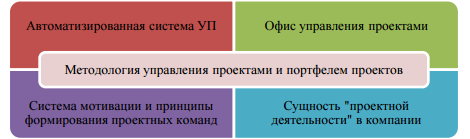 Автоматизированная система УП
Офис управления проектами
Методология управления проектами и портфелем проектов
Система мотивации и принципы
формирования проектных команд
Сущность "проектной
деятельности" в компании